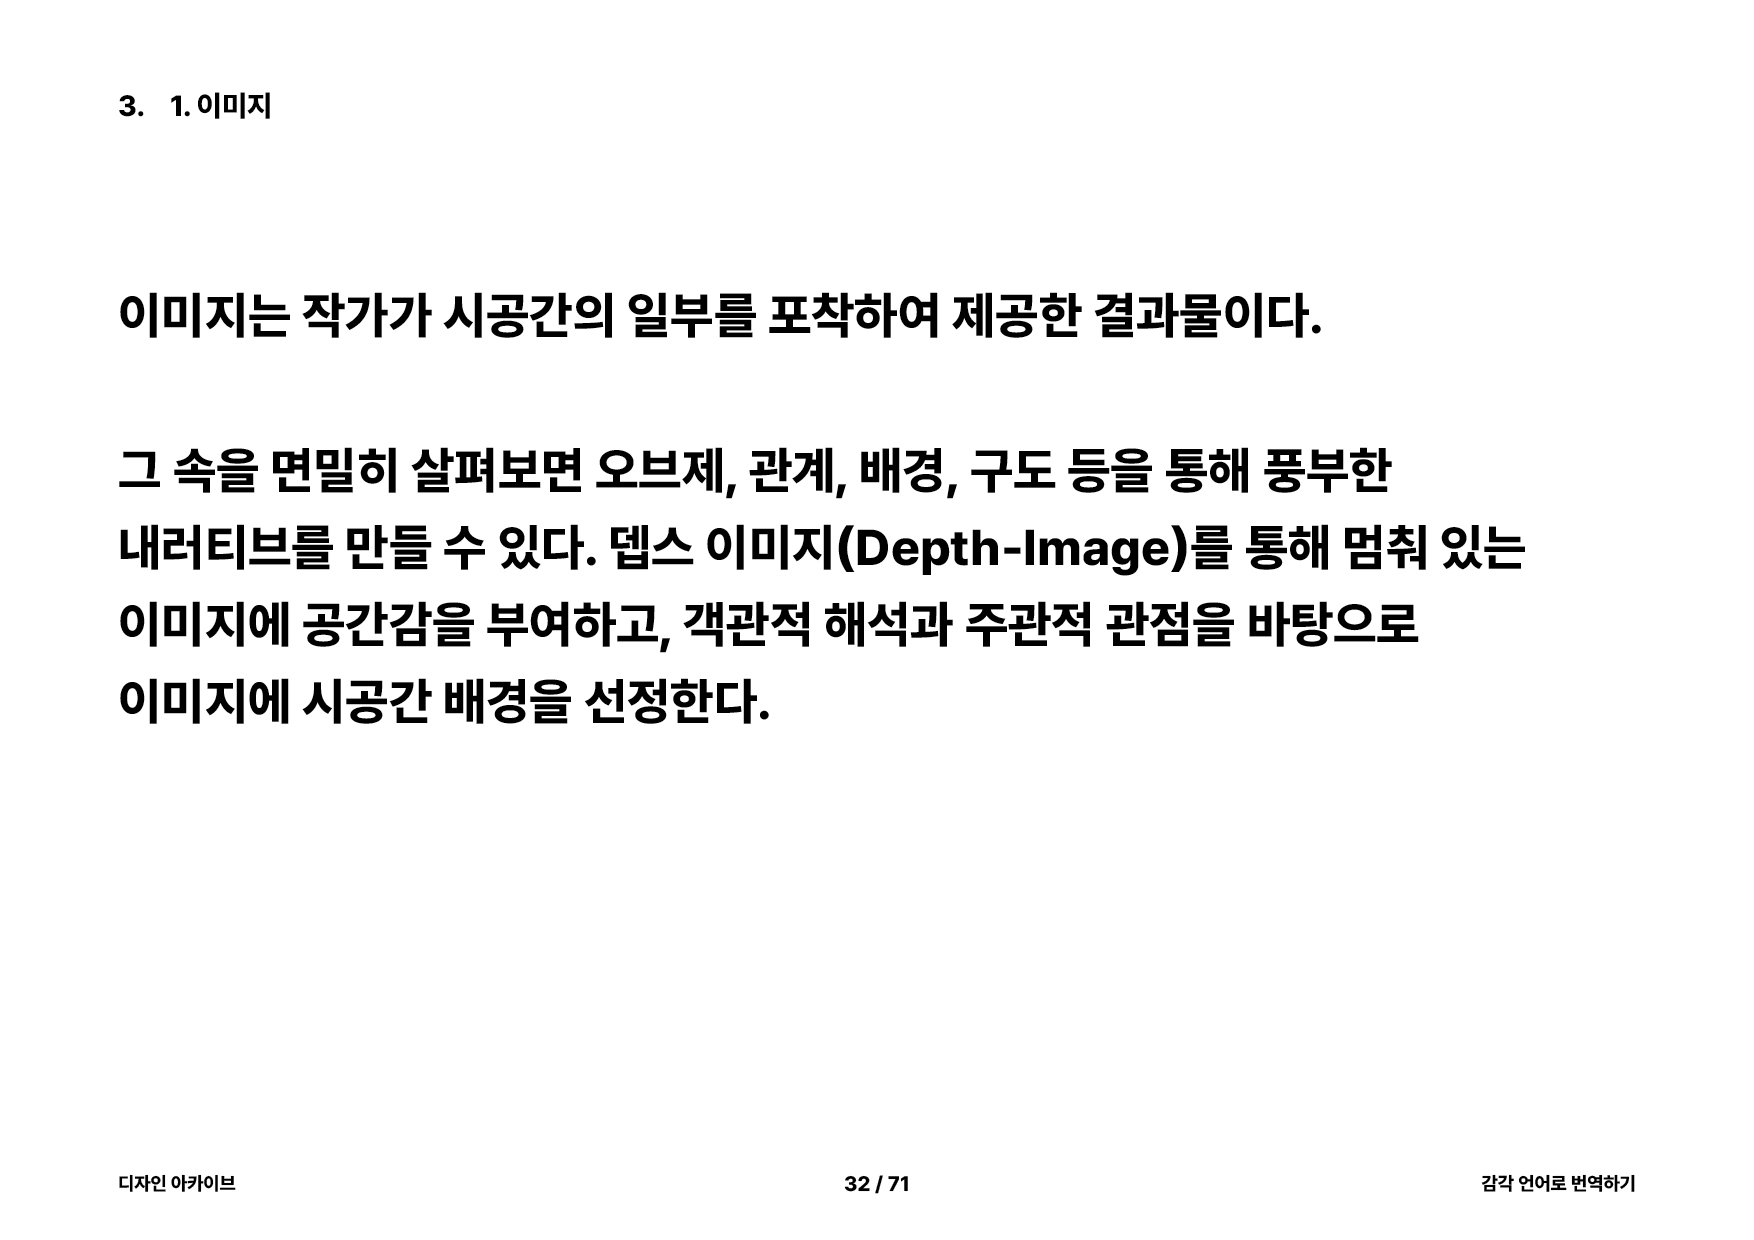 3. 1. 이미지
이미지는 작가가 시공간의 일부를 포착하여 제공한 결과물이다.
그 속을 면밀히 살펴보면 오브제, 관계, 배경, 구도 등을 통해 풍부한
내러티브를 만들 수 있다. 뎁스 이미지(Depth-Image)를 통해 멈춰 있는
이미지에 공간감을 부여하고, 객관적 해석과 주관적 관점을 바탕으로
이미지에 시공간 배경을 선정한다.
디자인 아카이브
32 / 71
감각 언어로 번역하기